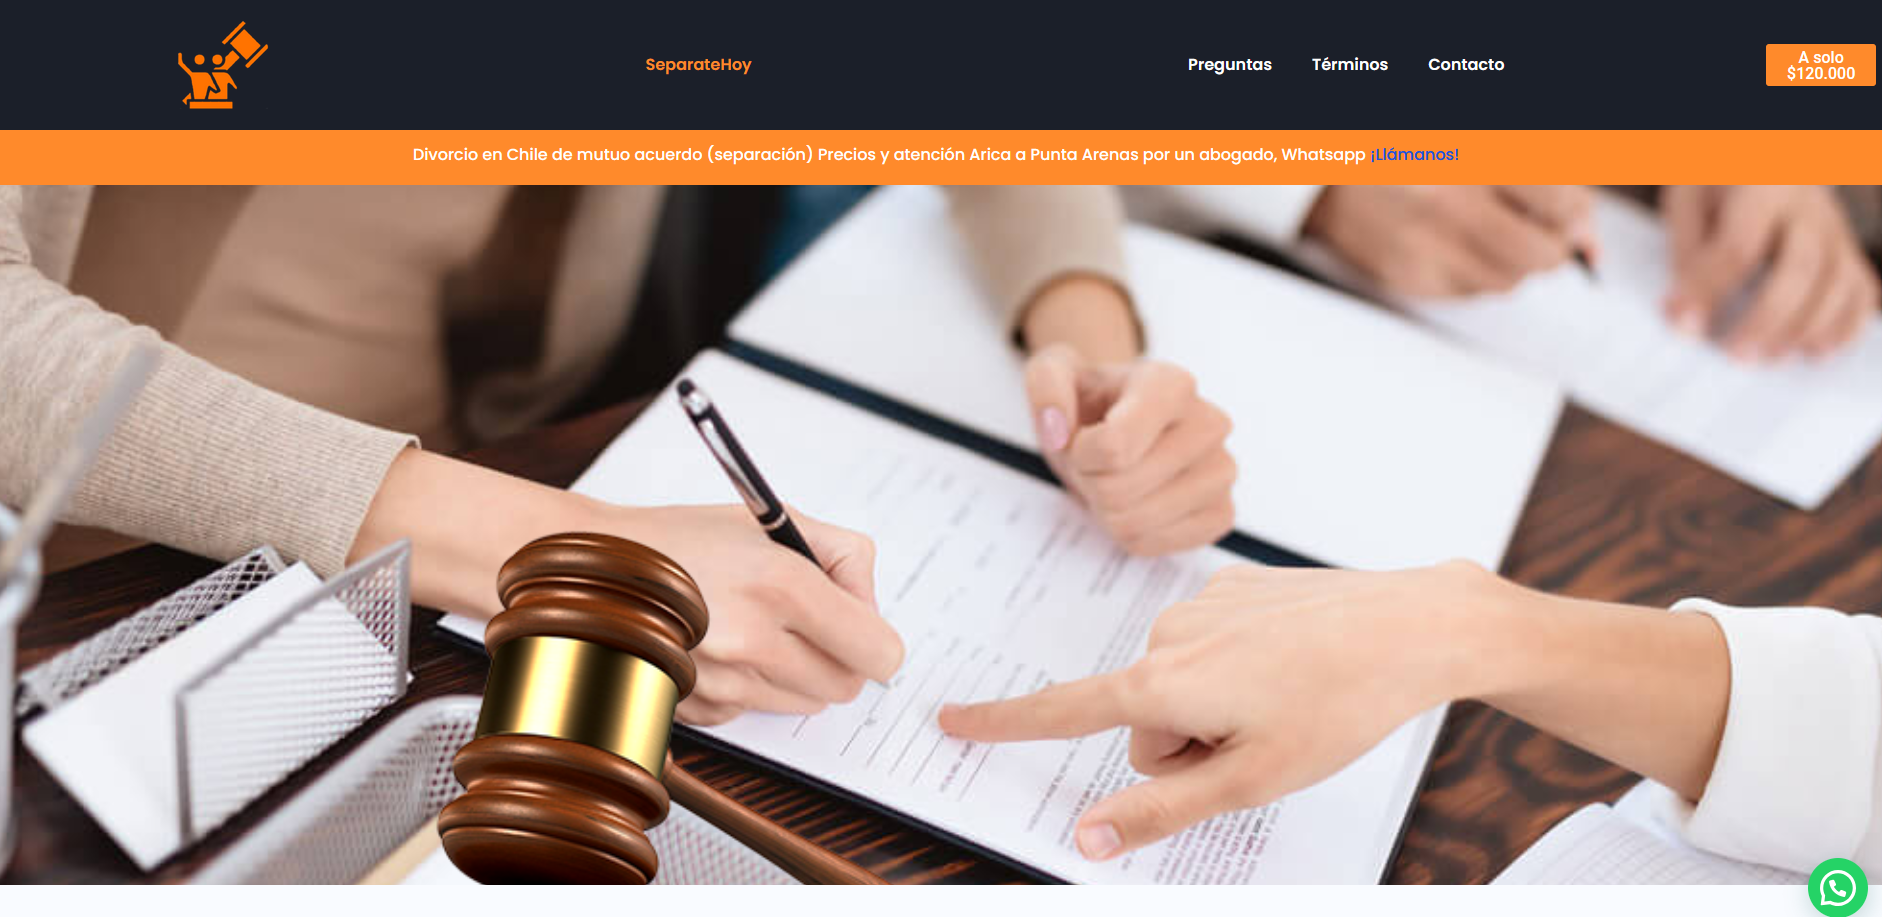 SeparateHoy
Preguntas
Términos
Contacto
A solo
$120.000
Divorcio en Chile de mutuo acuerdo (separación) Precios y atención Arica a Punta Arenas por un abogado, Whatsapp ¡Llámanos!